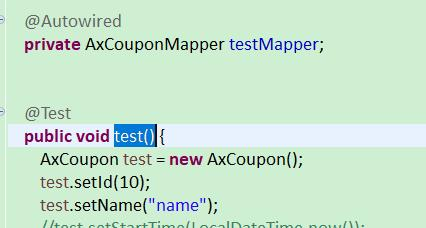 @Autowired
private AxCouponMapper testMapper;
@Test
public void test() {
AxCoupon test = new AxCoupon();
test.setId(10);
test.setName("name");
//test.setStartTime(LocalDateTime.now());